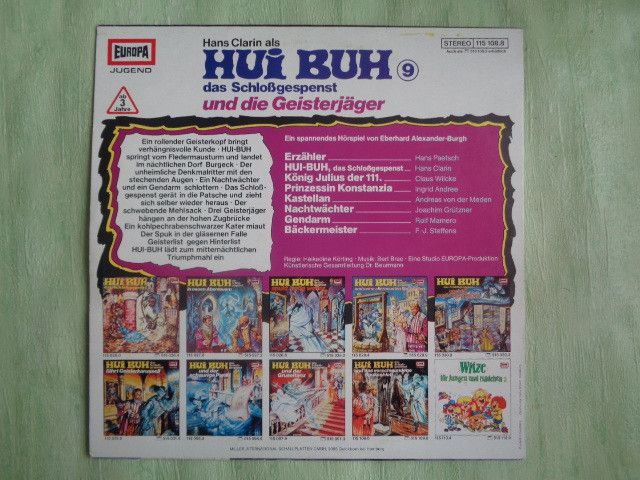 EUROPA
JUGEND
ab
3
Jahre
Hans Clarin als
HUI BUH 9
das Schloßgespenst
und die Geisterjäger
STEREO 115 108.8
Ein rollender Geisterkopf bringt
verhängnisvolle Kunde · HUI-BUH
springt vom Fledermausturm und landet
im nächtlichen Dorf Burgeck · Der
unheimliche Denkmalritter mit den
stechenden Augen · Ein Nachtwächter
und ein Gendarm schlottern · Das Schloß-
gespenst gerät in die Patsche und zieht
sich selber wieder heraus · Der
schwebende Mehlsack · Drei Geisterjäger
hängen an der hohen Zugbrücke
Ein kohlpechrabenschwarzer Kater miaut
Der Spuk in der gläsernen Falle
Geisterlist gegen Hinterlist
HUI-BUH lädt zum mitternächtlichen
Triumphmahl ein
Ein spannendes Hörspiel von Eberhard Alexander-Burgh
Erzähler Hans Paetsch
HUI-BUH, das Schloßgespenst Hans Clarin
König Julius der 111. Claus Wilcke
Prinzessin Konstanzia Ingrid Andree
Kastellan Andreas von der Meden
Nachtwächter Joachim Grützner
Gendarm Rolf Mamero
Bäckermeister F.-J. Steffens
Regie: Heikedine Körting · Musik: Bert Brac · Eine Studio EUROPA-Produktion
Künstlerische Gesamtleitung Dr. Beurmann
HUI BUH
HUI BUH
HUI BUH
HUI BUH
HUI BUH
HUI BUH
HUI BUH
HUI BUH
HUI BUH
Witze
für Jungen und Mädchen 2